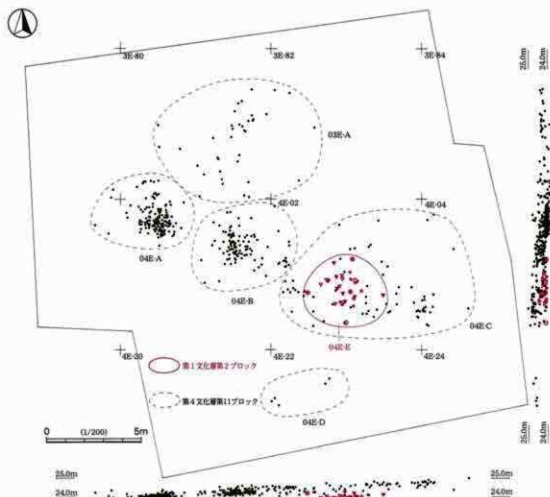 3E-80
3E-82
3E-84
25.0m
24.0m
03E-A
4E-02
4E-04
04E-A
04E-B
04E-C
04E-E
4E-20
4E-22
4E-24
第1文化層第2ブロック
第4文化層第11ブロック
04E-D
0 (1/200) 5m
25.0m
24.0m
25.0m
25.0m
24.0m
24.0m